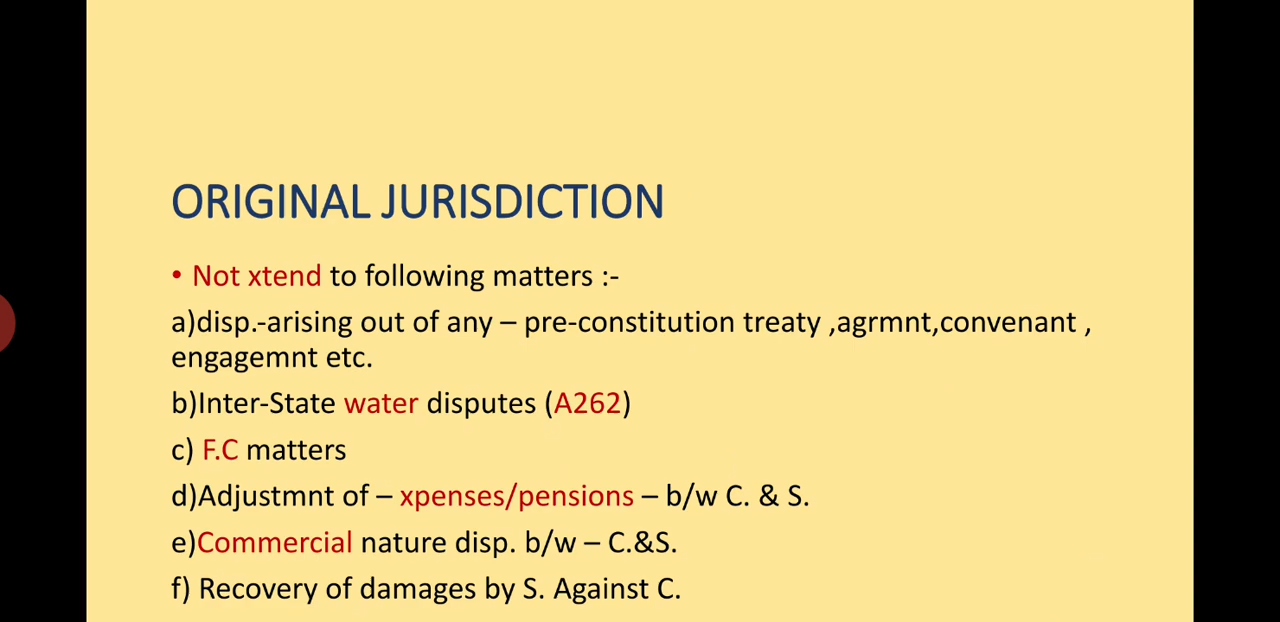 ORIGINAL JURISDICTION
• Not xtend to following matters :-
a)disp.-arising out of any – pre-constitution treaty ,agrmnt,convenant ,
engagemnt etc.
b)Inter-State water disputes (A262)
c) F.C matters
d)Adjustmnt of – xpenses/pensions – b/w C. & S.
e)Commercial nature disp. b/w – C.&S.
f) Recovery of damages by S. Against C.